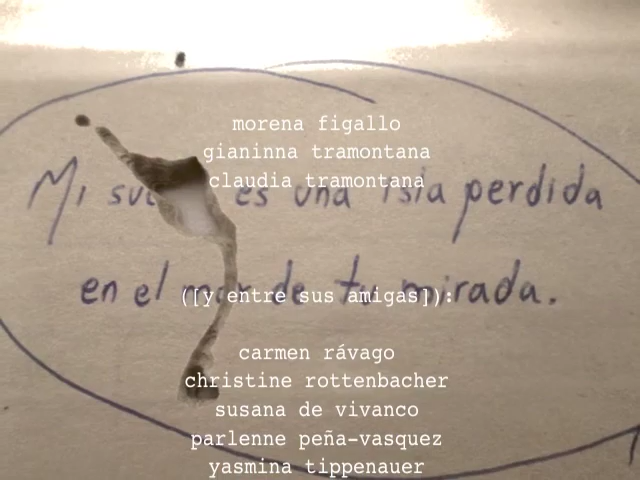 morena figallo
gianinna tramontana
claudia tramontana
Mi es una isla perdida
([y entre sus amigas]):
en el mar de tu mirada.
carmen rávago
christine rottenbacher
susana de vivanco
parlenne peña-vasquez
yasmina tippenauer